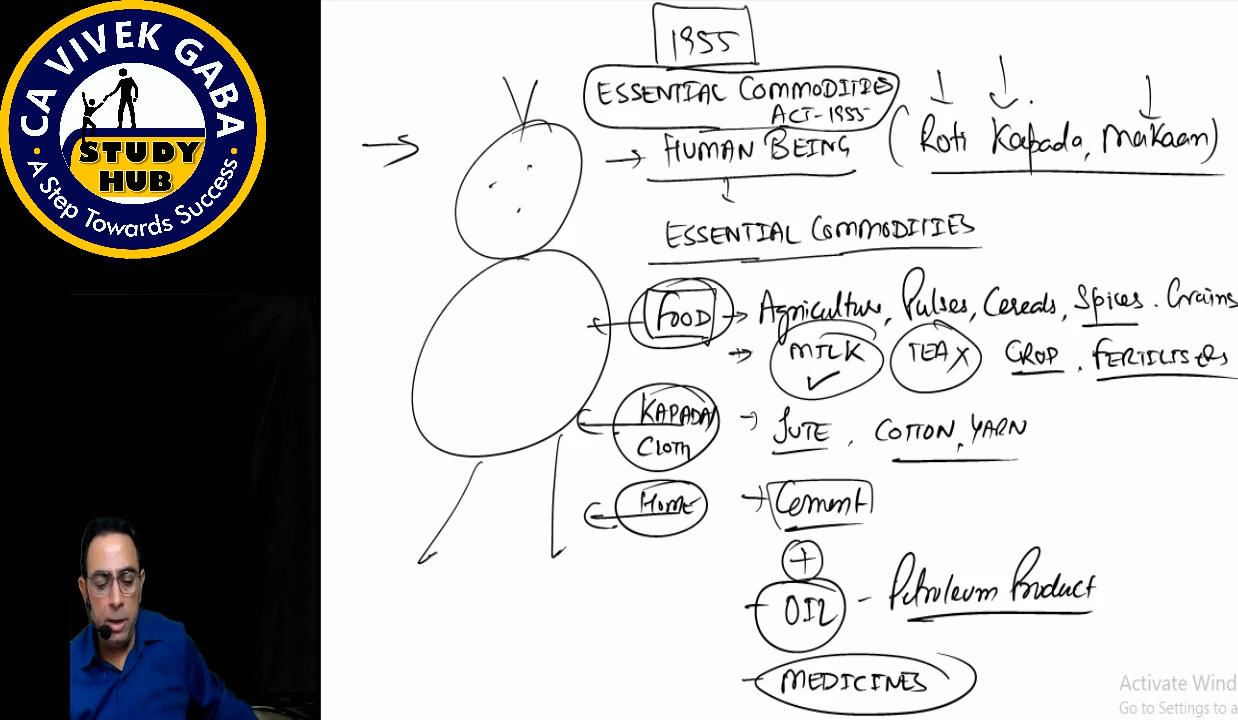 CA VIVEK GABA
STUDY
HUB
A Step Towards Success
1955
ESSENTIAL COMMODITIES
ACT-1955
HUMAN BEING (Roti Kapada, Makaan)
ESSENTIAL COMMODITIES
FOOD → Agriculture, Pulses, Cereals, Spices. Grains
→ MILK TEA X CROP, FERTILISERS
KAPADA → JUTE, COTTON, YARN
CLOTH
HOME → Cement
+
- OIL - Petroleum Product
- MEDICINES
Activate Wind
Go to Settings to a